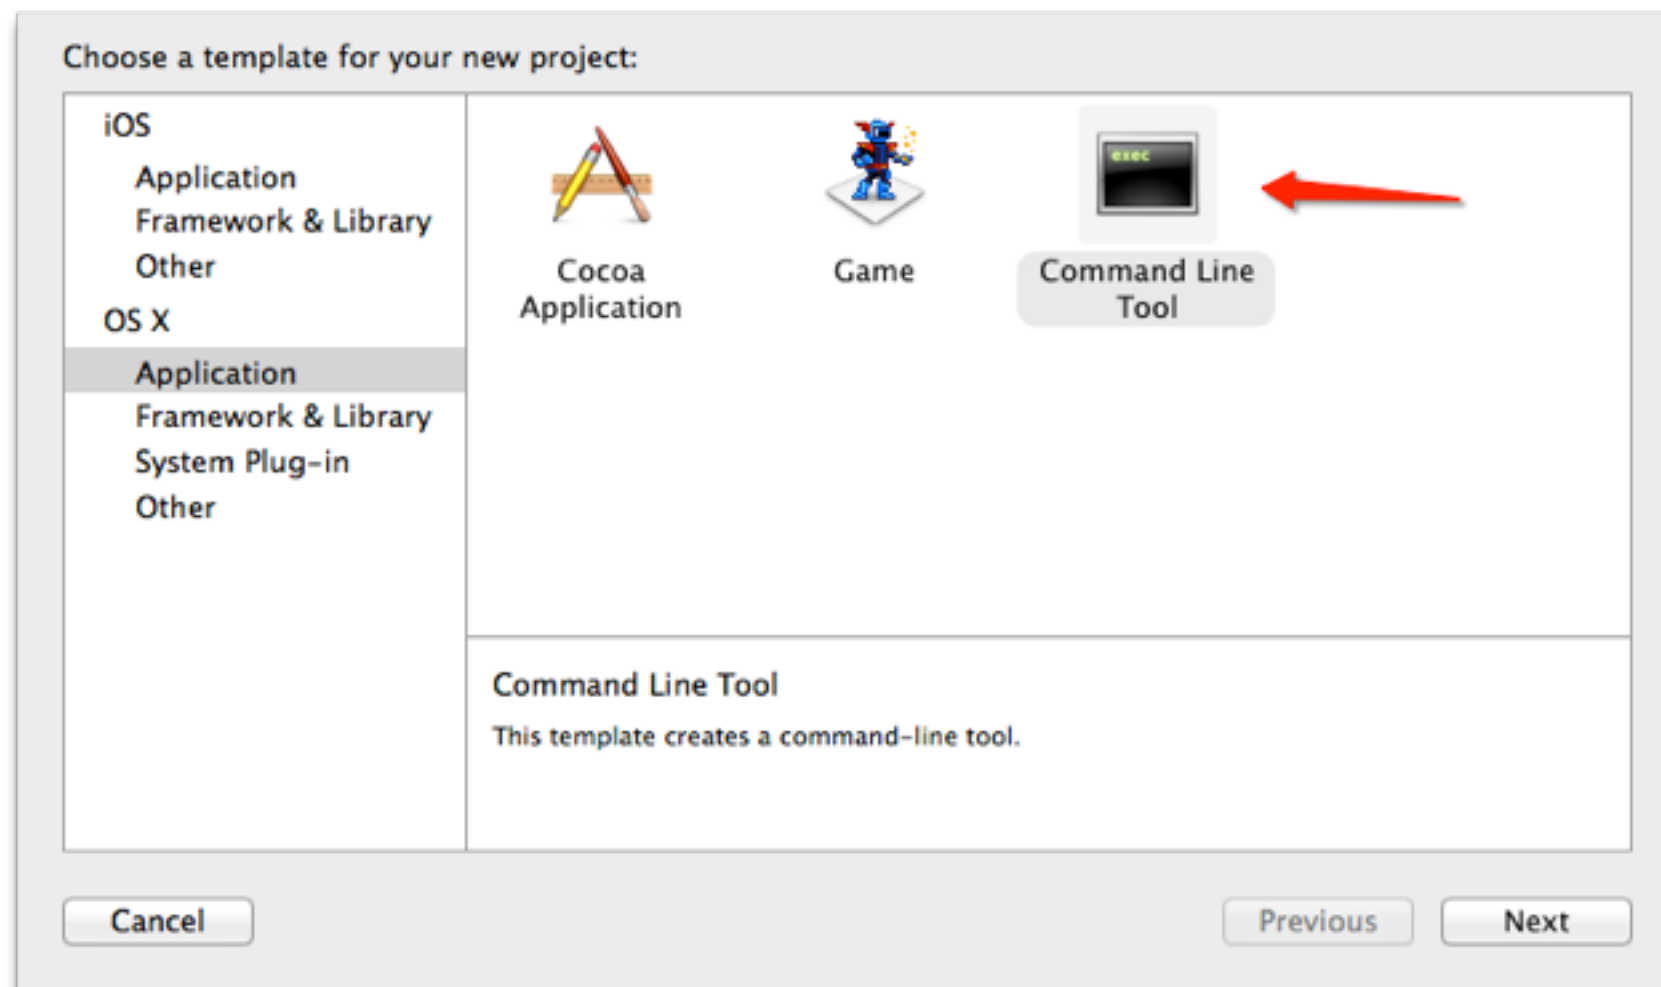 Choose a template for your new project:
iOS
Application
Framework & Library
Other
OS X
Application
Framework & Library
System Plug-in
Other
Cocoa
Application
Game
exec
Command Line
Tool
Command Line Tool
This template creates a command-line tool.
Cancel
Previous
Next